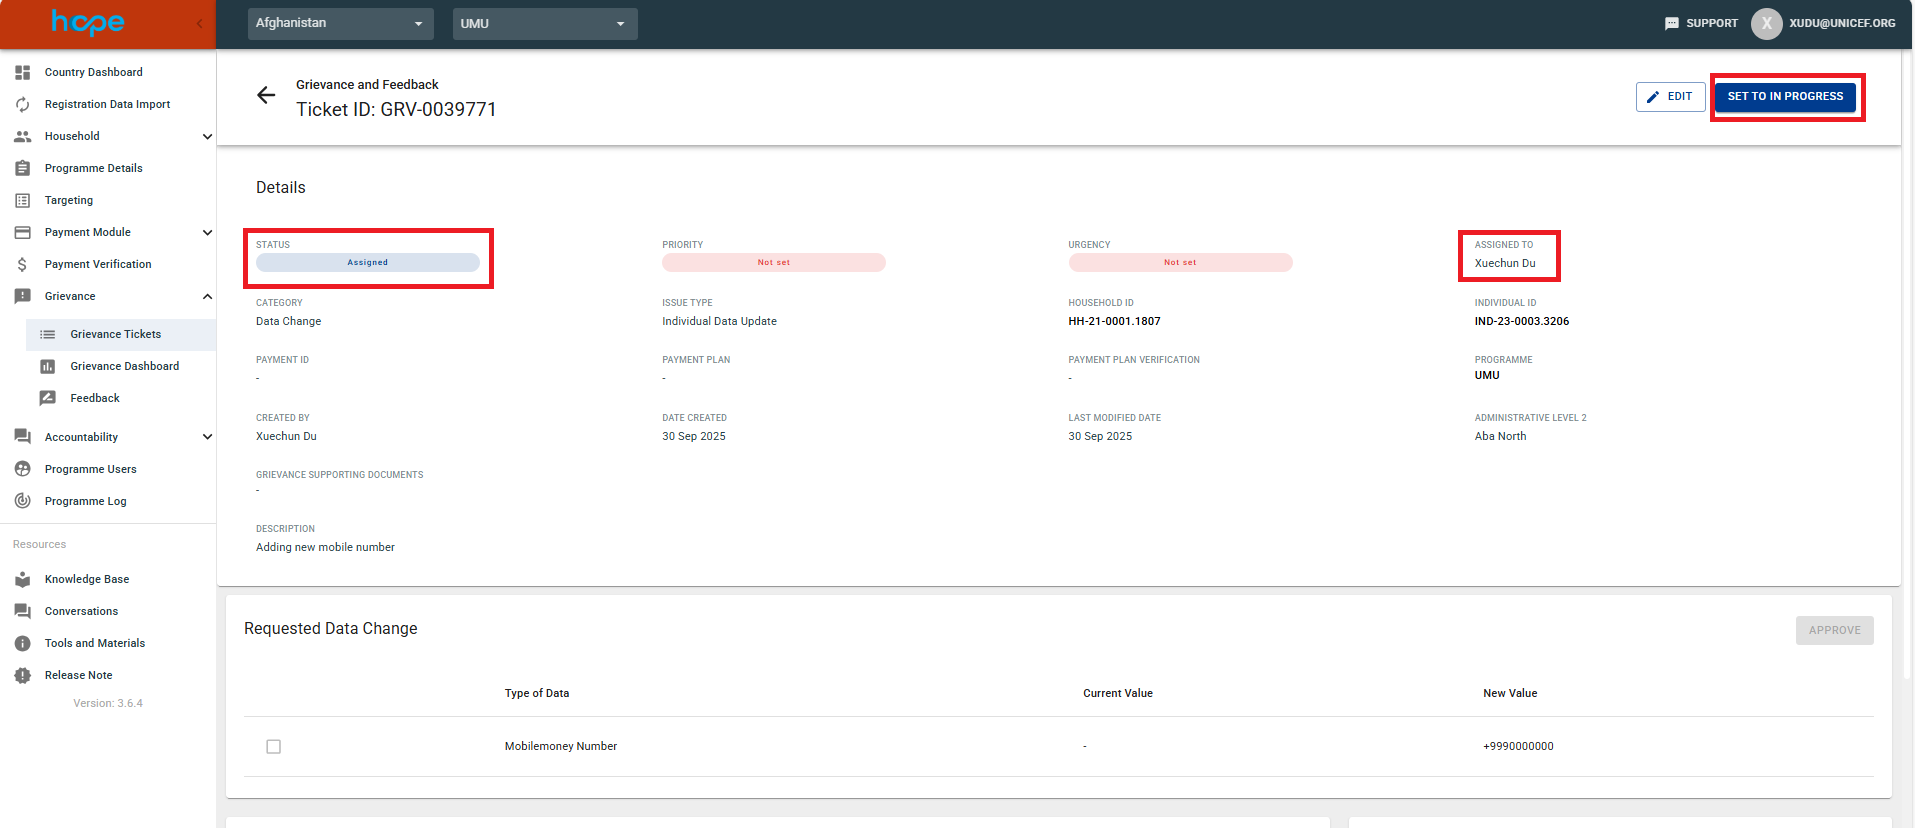 hope
Afghanistan
UMU
SUPPORT
X
XUDU@UNICEF.ORG
Country Dashboard
Registration Data Import
Household
Programme Details
Targeting
Payment Module
Payment Verification
Grievance
Grievance Tickets
Grievance Dashboard
Feedback
Accountability
Programme Users
Programme Log
Resources
Knowledge Base
Conversations
Tools and Materials
Release Note
Version: 3.6.4
Grievance and Feedback
Ticket ID: GRV-0039771
EDIT
SET TO IN PROGRESS
Details
STATUS
Assigned
PRIORITY
Not set
URGENCY
Not set
ASSIGNED TO
Xuechun Du
CATEGORY
Data Change
ISSUE TYPE
Individual Data Update
HOUSEHOLD ID
HH-21-0001.1807
INDIVIDUAL ID
IND-23-0003.3206
PAYMENT ID
-
PAYMENT PLAN
-
PAYMENT PLAN VERIFICATION
-
PROGRAMME
UMU
CREATED BY
Xuechun Du
DATE CREATED
30 Sep 2025
LAST MODIFIED DATE
30 Sep 2025
ADMINISTRATIVE LEVEL 2
Aba North
GRIEVANCE SUPPORTING DOCUMENTS
-
DESCRIPTION
Adding new mobile number
Requested Data Change
APPROVE
Type of Data
Current Value
New Value
Mobilemoney Number
-
+9990000000